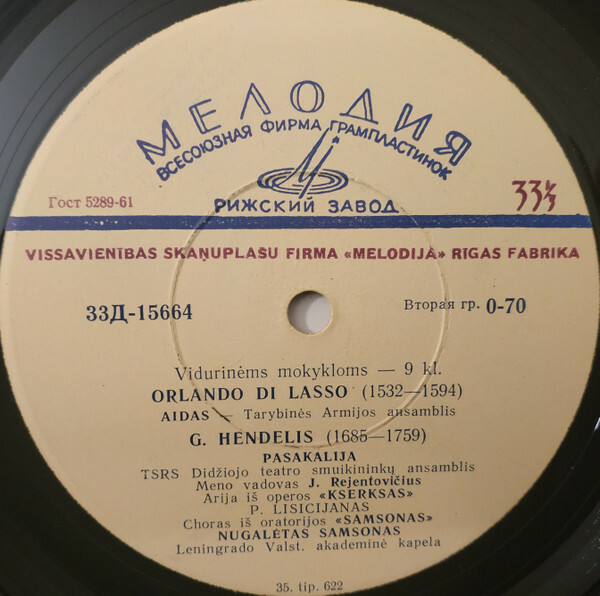 МЕЛОДИЯ
ВСЕСОЮЗНАЯ ФИРМА ГРАМПЛАСТИНОК
Гост 5289-61
РИЖСКИЙ ЗАВОД
33⅓
VISSAVIENĪBAS SKAŅUPLAŠU FIRMA «MELODIJA» RĪGAS FABRIKA
33Д-15664
Вторая гр. 0-70
Vidurinėms mokykloms — 9 kl.
ORLANDO DI LASSO (1532—1594)
AIDAS — Tarybinės Armijos ansamblis
G. HENDELIS (1685—1759)
PASAKALIJA
TSRS Didžiojo teatro smuikininkų ansamblis
Meno vadovas J. Rejentovičius
Arija iš operos «KSERKSAS»
P. LISICIJANAS
Choras iš oratorijos «SAMSONAS»
NUGALĖTAS SAMSONAS
Leningrado Valst. akademinė kapela
35. tip. 622